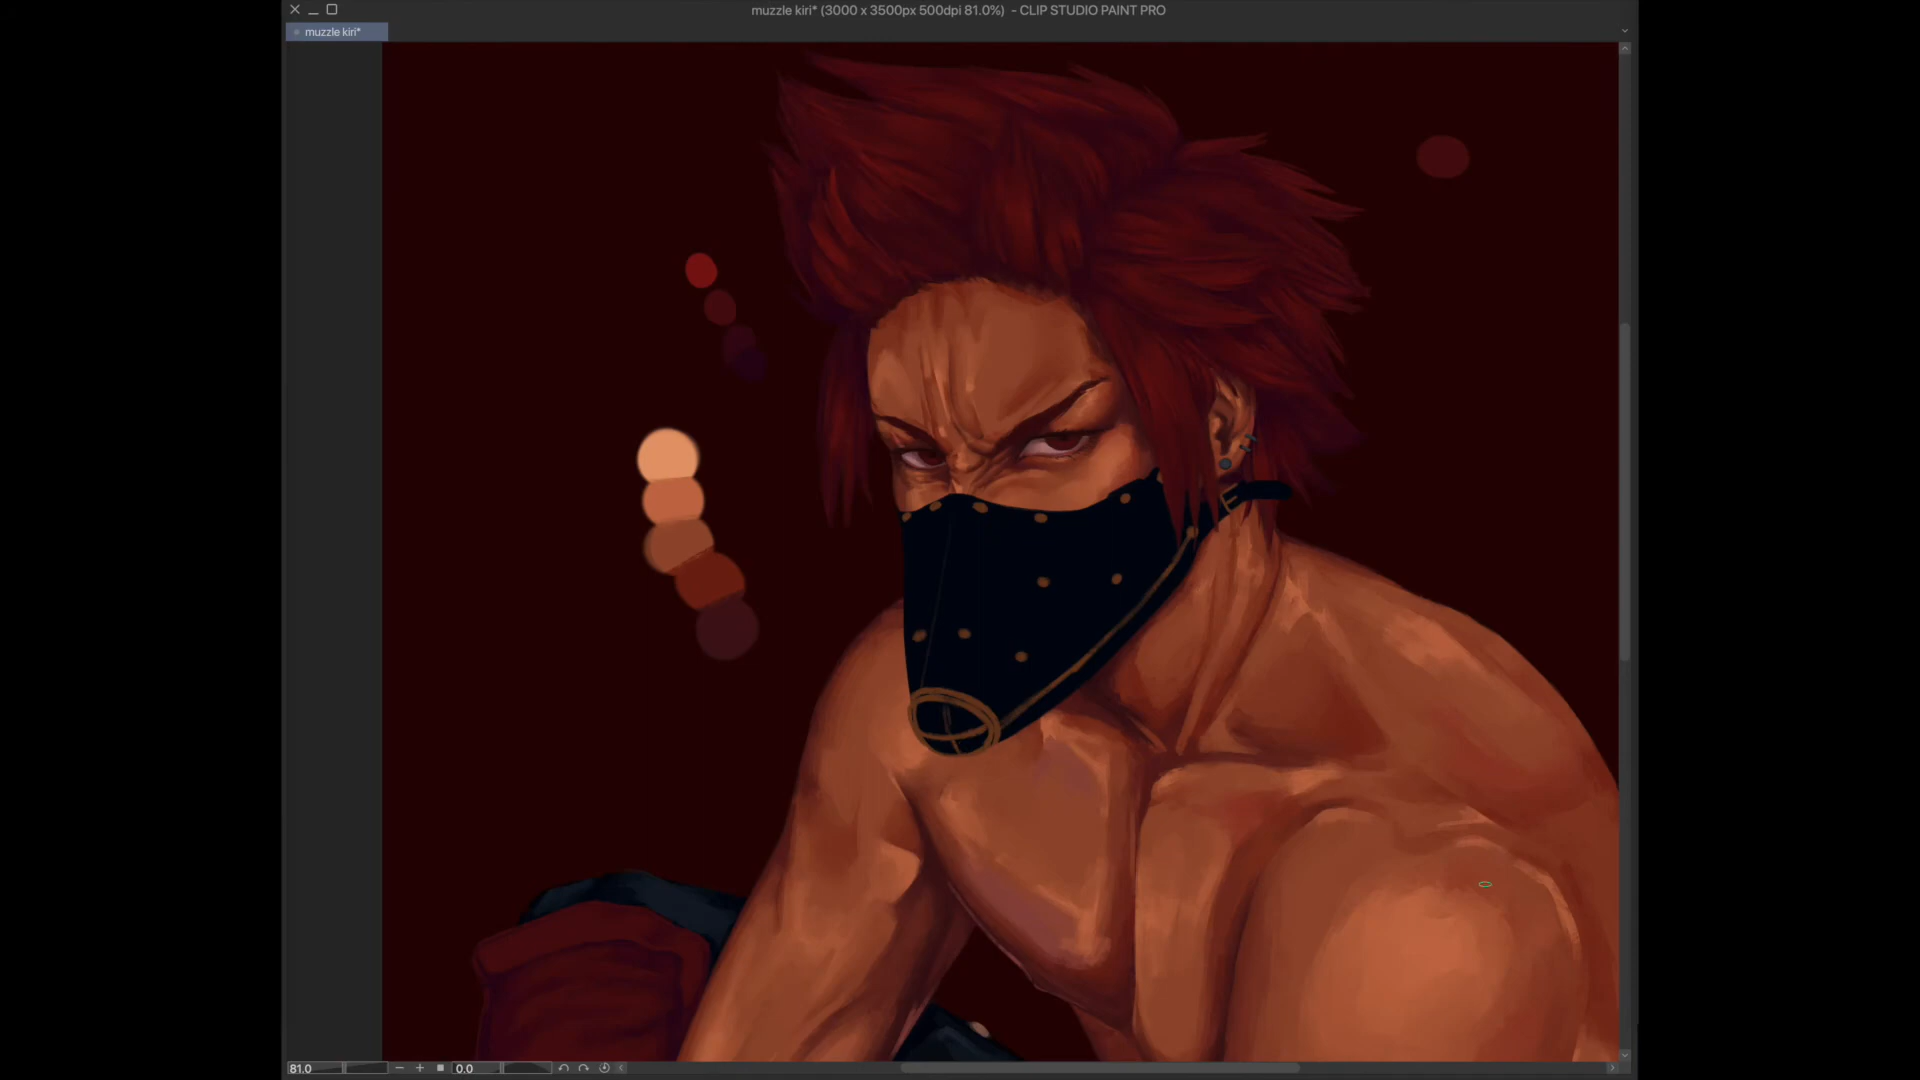 muzzle kiri* (3000 x 3500px 500dpi 81.0%) - CLIP STUDIO PAINT PRO
muzzle kiri*
81.0
0.0